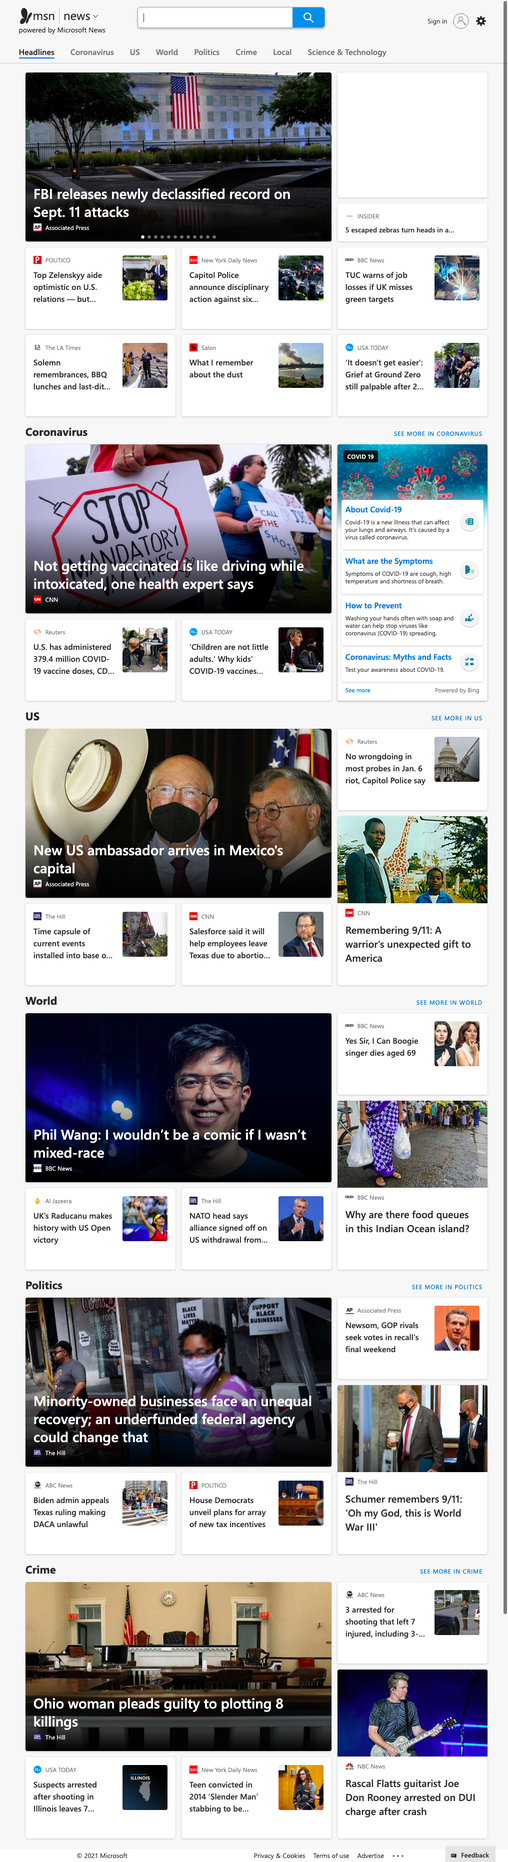 msn news
Sign in
powered by Microsoft News
Headlines Coronavirus US World Politics Crime Local Science & Technology
FBI releases newly declassified record on
Sept. 11 attacks
Associated Press
INSIDER
5 escaped zebras turn heads in a...
POLITICO
Top Zelenskyy aide
optimistic on U.S.
relations — but...
New York Daily News
Capitol Police
announce disciplinary
action against six...
BBC News
TUC warns of job
losses if UK misses
green targets
The LA Times
Solemn
remembrances, BBQ
lunches and last-dit...
Salon
What I remember
about the dust
USA TODAY
'It doesn't get easier':
Grief at Ground Zero
still palpable after 2...
Coronavirus
SEE MORE IN CORONAVIRUS
STOP
MANDATORY
I CALL
THE
SHOTS
Not getting vaccinated is like driving while
intoxicated, one health expert says
CNN
COVID 19
About Covid-19
Covid-19 is a new illness that can affect
your lungs and airways. It's caused by a
virus called coronavirus.
What are the Symptoms
Symptoms of COVID-19 are cough, high
temperature and shortness of breath.
How to Prevent
Washing your hands often with soap and
water can help stop viruses like
coronavirus (COVID-19) spreading.
Coronavirus: Myths and Facts
Test your awareness about COVID-19.
See more
Powered by Bing
Reuters
U.S. has administered
379.4 million COVID-
19 vaccine doses, CD...
USA TODAY
'Children are not little
adults.' Why kids'
COVID-19 vaccines...
US
SEE MORE IN US
New US ambassador arrives in Mexico's
capital
Associated Press
Reuters
No wrongdoing in
most probes in Jan. 6
riot, Capitol Police say
CNN
Remembering 9/11: A
warrior's unexpected gift to
America
The Hill
Time capsule of
current events
installed into base o...
CNN
Salesforce said it will
help employees leave
Texas due to abortio...
World
SEE MORE IN WORLD
Phil Wang: I wouldn't be a comic if I wasn't
mixed-race
BBC News
BBC News
Yes Sir, I Can Boogie
singer dies aged 69
BBC News
Why are there food queues
in this Indian Ocean island?
Al Jazeera
UK's Raducanu makes
history with US Open
victory
The Hill
NATO head says
alliance signed off on
US withdrawal from...
Politics
SEE MORE IN POLITICS
BLACK
LIVES
MATTER
SUPPORT
BLACK
BUSINESSES
Minority-owned businesses face an unequal
recovery; an underfunded federal agency
could change that
The Hill
Associated Press
Newsom, GOP rivals
seek votes in recall's
final weekend
The Hill
Schumer remembers 9/11:
'Oh my God, this is World
War III'
ABC News
Biden admin appeals
Texas ruling making
DACA unlawful
POLITICO
House Democrats
unveil plans for array
of new tax incentives
Crime
SEE MORE IN CRIME
Ohio woman pleads guilty to plotting 8
killings
The Hill
ABC News
3 arrested for
shooting that left 7
injured, including 3-...
NBC News
Rascal Flatts guitarist Joe
Don Rooney arrested on DUI
charge after crash
USA TODAY
Suspects arrested
after shooting in
Illinois leaves 7...
ILLINOIS
New York Daily News
Teen convicted in
2014 'Slender Man'
stabbing to be...
© 2021 Microsoft
Privacy & Cookies Terms of use Advertise
Feedback